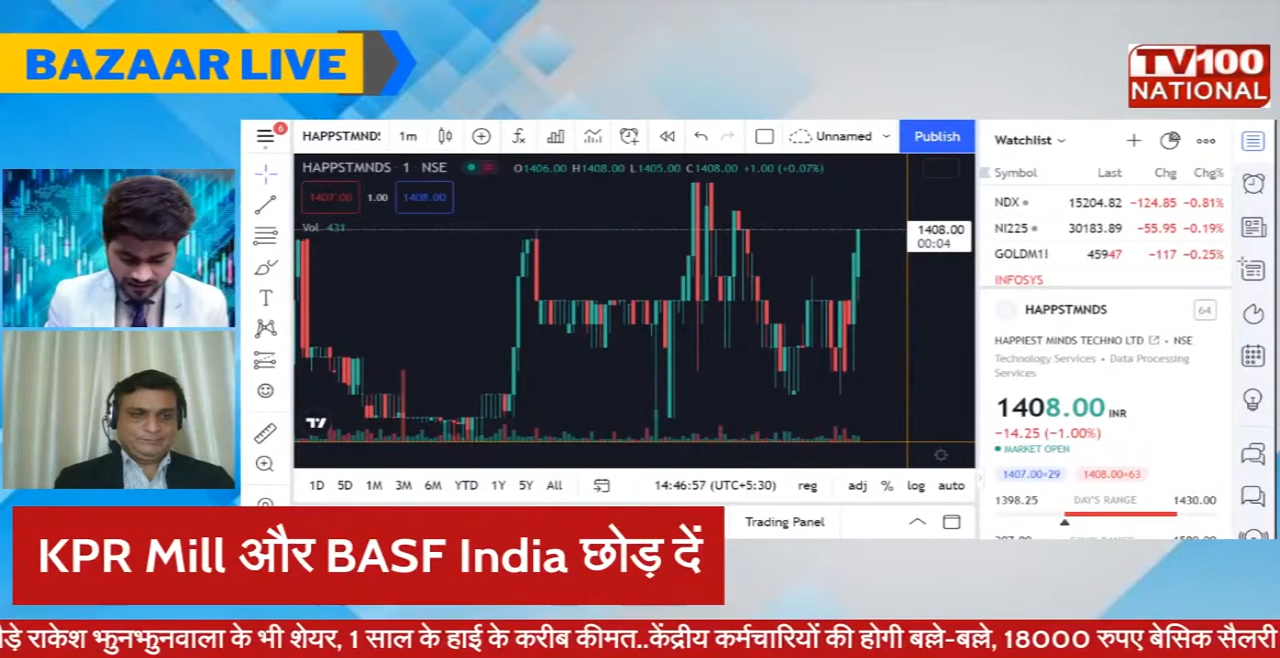 BAZAAR LIVE
TV100
NATIONAL
6
HAPPSTMND:
1m
Unnamed
Publish
HAPPSTMNDS · 1 · NSE
O1406.00 H1408.00 L1405.00 C1408.00 +1.00 (+0.07%)
1407.00
1.00
1408.00
Vol 431
1408.00
00:04
1D 5D 1M 3M 6M YTD 1Y 5Y All
14:46:57 (UTC+5:30)
reg
adj % log auto
Trading Panel
Watchlist
Symbol Last Chg Chg%
NDX 15204.82 −124.85 −0.81%
NI225 30183.89 −55.95 −0.19%
GOLDM1! 45947 −117 −0.25%
INFOSYS
HAPPSTMNDS
64
HAPPIEST MINDS TECHNO LTD • NSE
Technology Services • Data Processing
Services
1408.00 INR
−14.25 (−1.00%)
MARKET OPEN
1407.00×29 1408.00×63
1398.25 DAY'S RANGE 1430.00
KPR Mill और BASF India छोड़ दें
राकेश झुनझुनवाला के भी शेयर, 1 साल के हाई के करीब कीमत..केंद्रीय कर्मचारियों की होगी बल्ले-बल्ले, 18000 रुपए बेसिक सैलरी